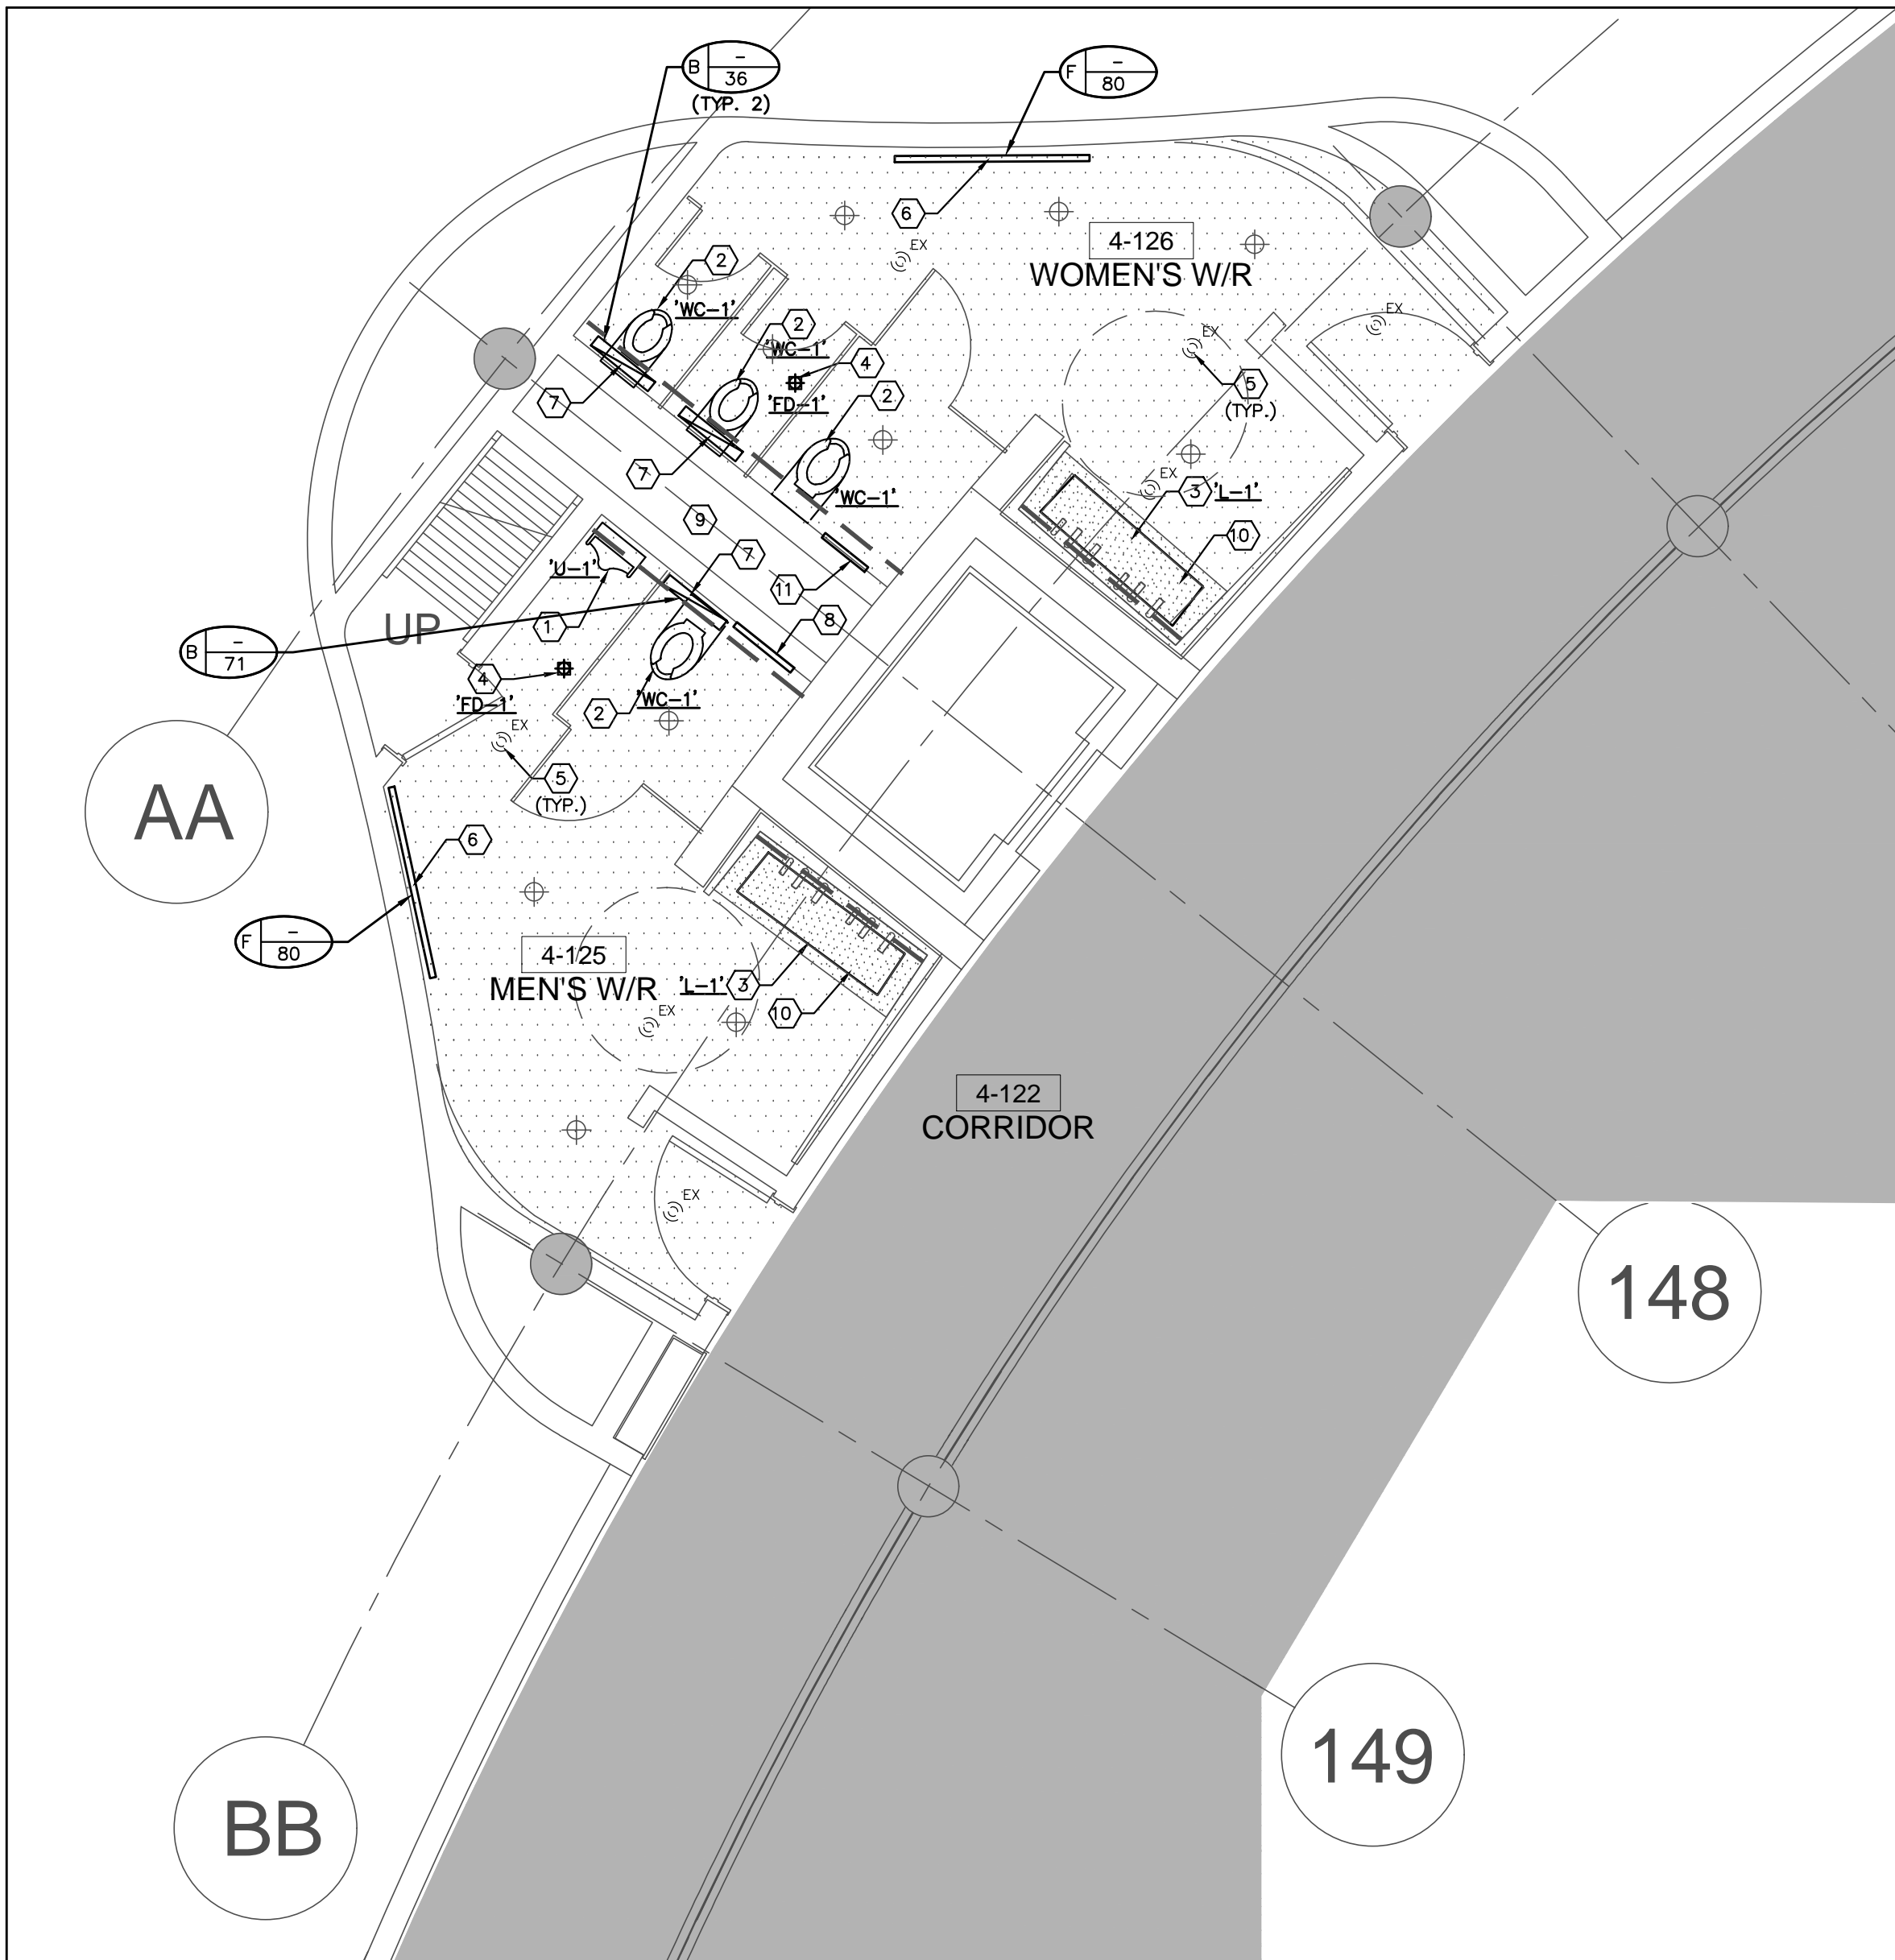 B
-
36
(TYP. 2)
F
-
80
6
4-126
WOMEN'S W/R
EX
EX
EX
2
'WC-1'
2
'WC-1'
4
'FD-1'
2
5
(TYP.)
7
7
'WC-1'
EX
3
'L-1'
10
9
7
'U-1'
11
8
1
UP
B
-
71
4
'FD-1'
2
'WC-1'
EX
5
(TYP.)
AA
6
F
-
80
4-125
MEN'S W/R
'L-1'
3
10
EX
4-122
CORRIDOR
EX
148
149
BB